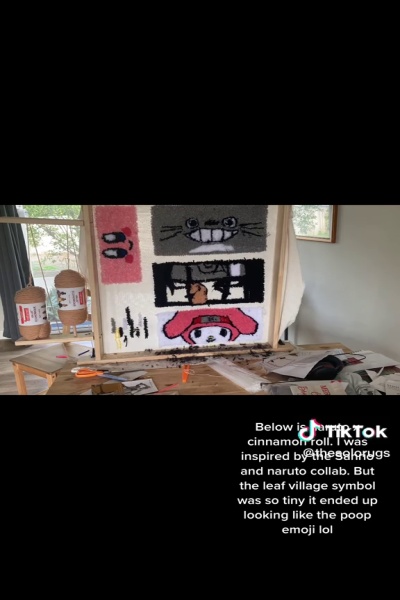 Below is naruto x
cinnamon roll. I was
inspired by the Sanrio
and naruto collab. But
the leaf village symbol
was so tiny it ended up
looking like the poop
emoji lol
TikTok
@thesolorugs